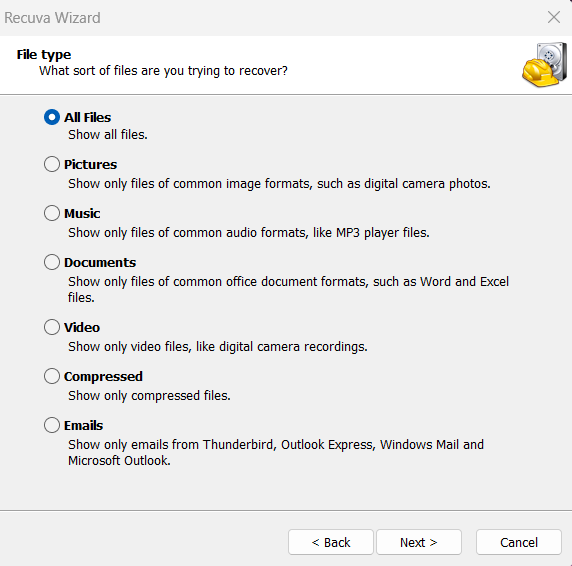 Recuva Wizard
File type
What sort of files are you trying to recover?
All Files
Show all files.
Pictures
Show only files of common image formats, such as digital camera photos.
Music
Show only files of common audio formats, like MP3 player files.
Documents
Show only files of common office document formats, such as Word and Excel
files.
Video
Show only video files, like digital camera recordings.
Compressed
Show only compressed files.
Emails
Show only emails from Thunderbird, Outlook Express, Windows Mail and
Microsoft Outlook.
< Back Next > Cancel